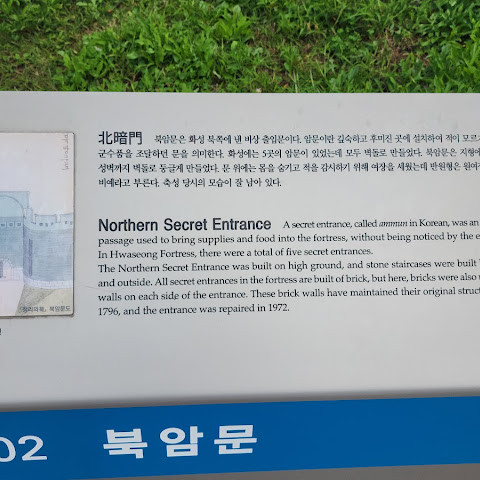 北暗門 북암문은 화성 북쪽에 낸 비상 출입문이다. 암문이란 깊숙하고 후미진 곳에 설치하여 적이 모르
군수품을 조달하던 문을 의미한다. 화성에는 5곳의 암문이 있었는데 모두 벽돌로 만들었다. 북암문은 지형에
성벽까지 벽돌로 둥글게 만들었다. 문 위에는 몸을 숨기고 적을 감시하기 위해 여장을 세웠는데 반원형은 원여
비예라고 부른다. 축성 당시의 모습이 잘 남아 있다.
Northern Secret Entrance A secret entrance, called ammun in Korean, was an
passage used to bring supplies and food into the fortress, without being noticed by the e
In Hwaseong Fortress, there were a total of five secret entrances.
The Northern Secret Entrance was built on high ground, and stone staircases were built
and outside. All secret entrances in the fortress are built of brick, but here, bricks were also
walls on each side of the entrance. These brick walls have maintained their original struct
1796, and the entrance was repaired in 1972.
북암문도
02 북암문